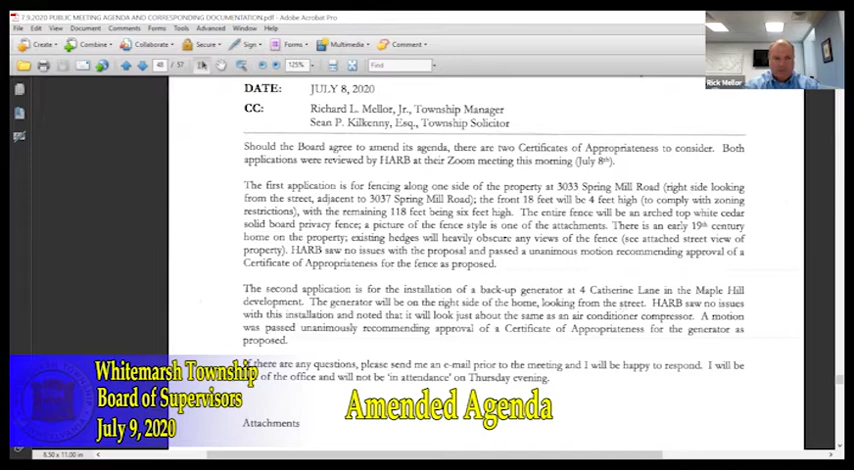 7.9.2020 PUBLIC MEETING AGENDA AND CORRESPONDING DOCUMENTATION.pdf - Adobe Acrobat Pro
File Edit View Document Comments Forms Tools Advanced Window Help
Create Combine Collaborate Secure Sign Forms Multimedia Comment
48 / 57 125% Find
Rick Mellor
DATE: JULY 8, 2020
CC: Richard L. Mellor, Jr., Township Manager
Sean P. Kilkenny, Esq., Township Solicitor
Should the Board agree to amend its agenda, there are two Certificates of Appropriateness to consider. Both
applications were reviewed by HARB at their Zoom meeting this morning (July 8th).
The first application is for fencing along one side of the property at 3033 Spring Mill Road (right side looking
from the street, adjacent to 3037 Spring Mill Road); the front 18 feet will be 4 feet high (to comply with zoning
restrictions), with the remaining 118 feet being six feet high. The entire fence will be an arched top white cedar
solid board privacy fence; a picture of the fence style is one of the attachments. There is an early 19th century
home on the property; existing hedges will heavily obscure any views of the fence (see attached street view of
property). HARB saw no issues with the proposal and passed a unanimous motion recommending approval of a
Certificate of Appropriateness for the fence as proposed.
The second application is for the installation of a back-up generator at 4 Catherine Lane in the Maple Hill
development. The generator will be on the right side of the home, looking from the street. HARB saw no issues
with this installation and noted that it will look just about the same as an air conditioner compressor. A motion
was passed unanimously recommending approval of a Certificate of Appropriateness for the generator as
proposed.
If there are any questions, please send me an e-mail prior to the meeting and I will be happy to respond. I will be
of the office and will not be 'in attendance' on Thursday evening.
Attachments
Whitemarsh Township
Board of Supervisors
July 9, 2020
Amended Agenda
8.50 x 11.00 in